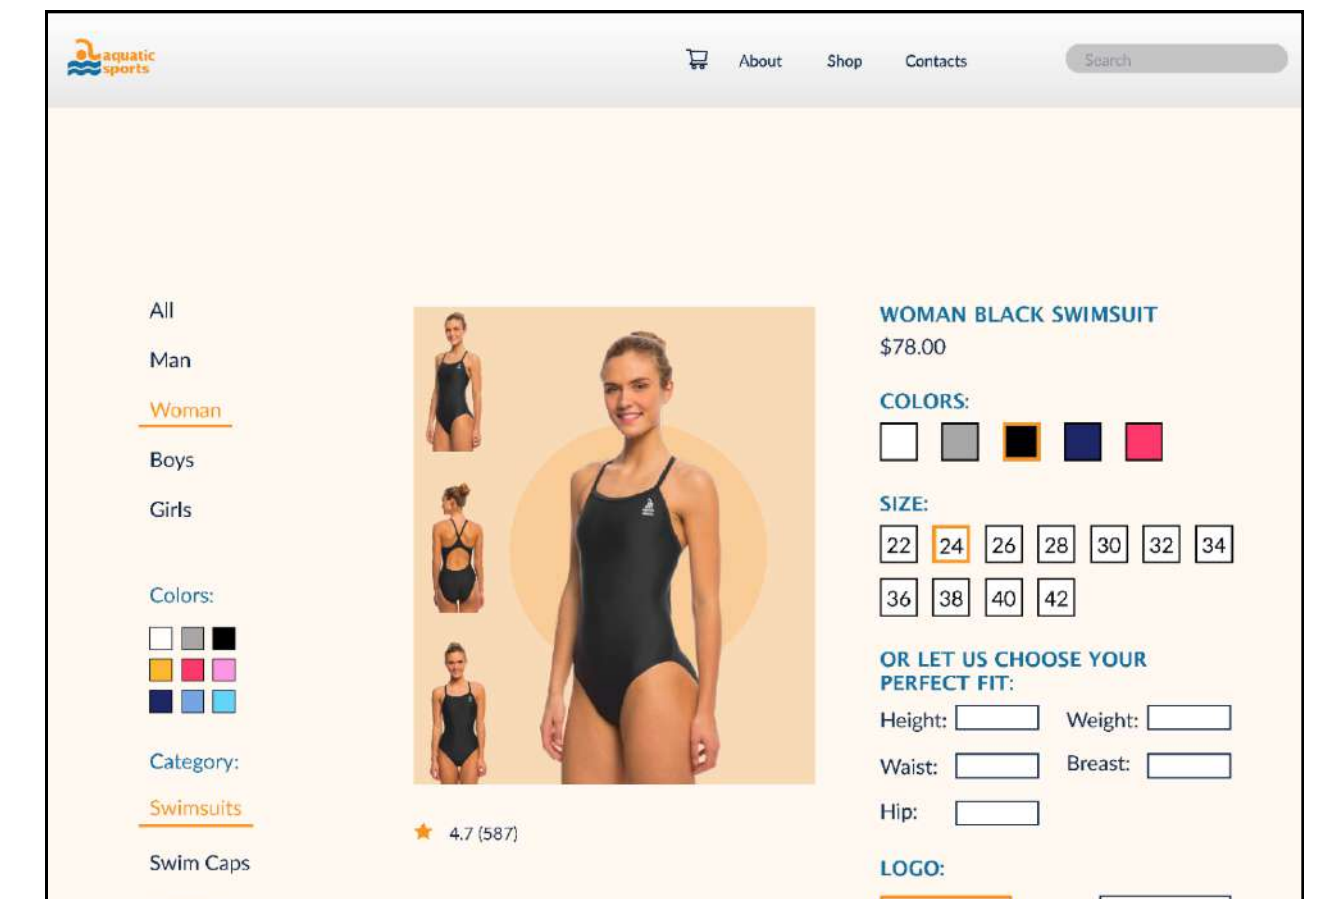 aquatic
sports
About
Shop
Contacts
Search
All
Man
Woman
Boys
Girls
Colors:
Category:
Swimsuits
Swim Caps
4.7 (587)
WOMAN BLACK SWIMSUIT
$78.00
COLORS:
SIZE:
22 24 26 28 30 32 34
36 38 40 42
OR LET US CHOOSE YOUR
PERFECT FIT:
Height: Weight:
Waist: Breast:
Hip:
LOGO: